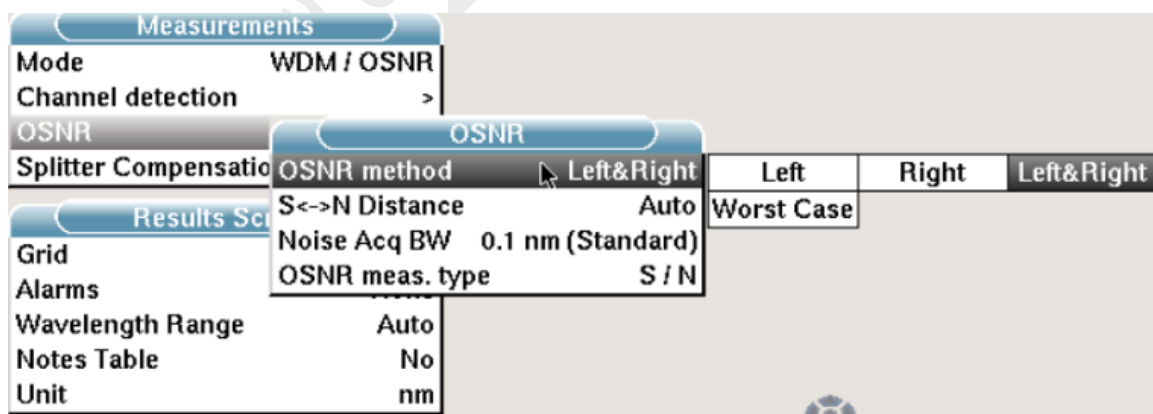 Measurements
Mode WDM / OSNR
Channel detection >
OSNR
Splitter Compensatio
OSNR
OSNR method Left&Right
S<->N Distance Auto
Noise Acq BW 0.1 nm (Standard)
OSNR meas. type S / N
Left Right Left&Right
Worst Case
Results Sc
Grid
Alarms
Wavelength Range Auto
Notes Table No
Unit nm